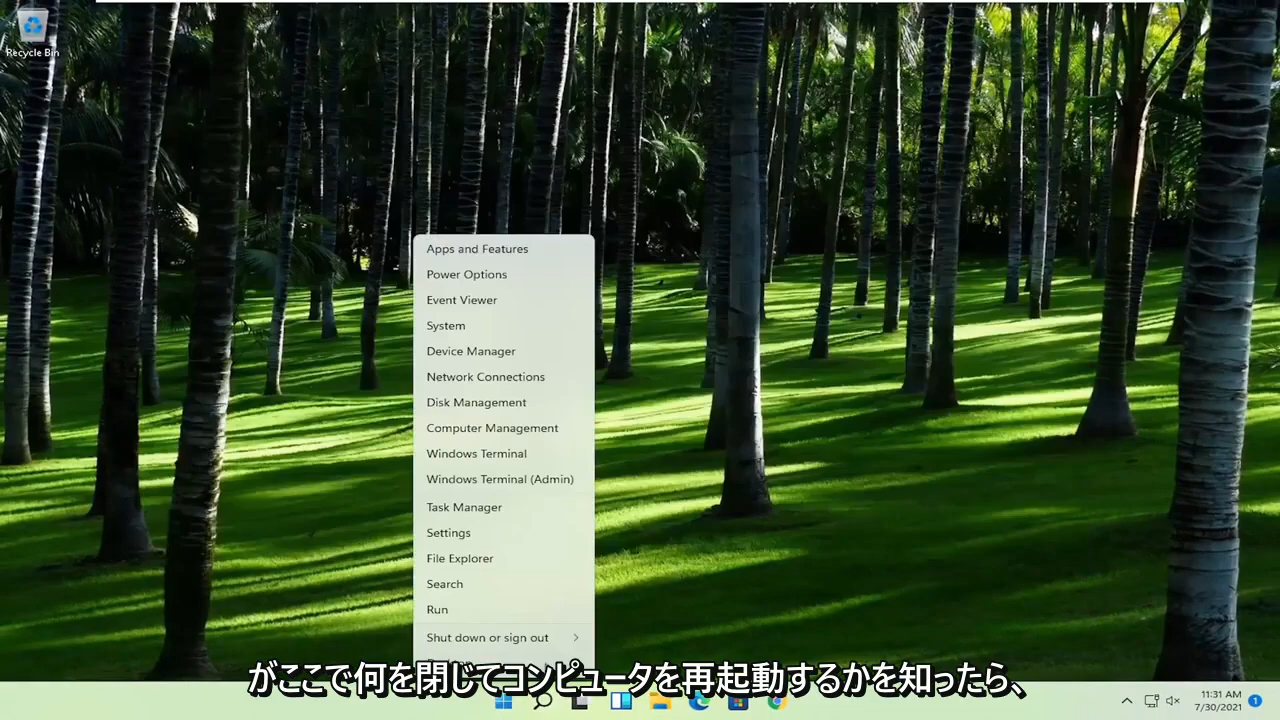 Recycle Bin
Apps and Features
Power Options
Event Viewer
System
Device Manager
Network Connections
Disk Management
Computer Management
Windows Terminal
Windows Terminal (Admin)
Task Manager
Settings
File Explorer
Search
Run
Shut down or sign out
がここで何を閉じてコンピュータを再起動するかを知ったら、
11:31 AM
7/30/2021
1